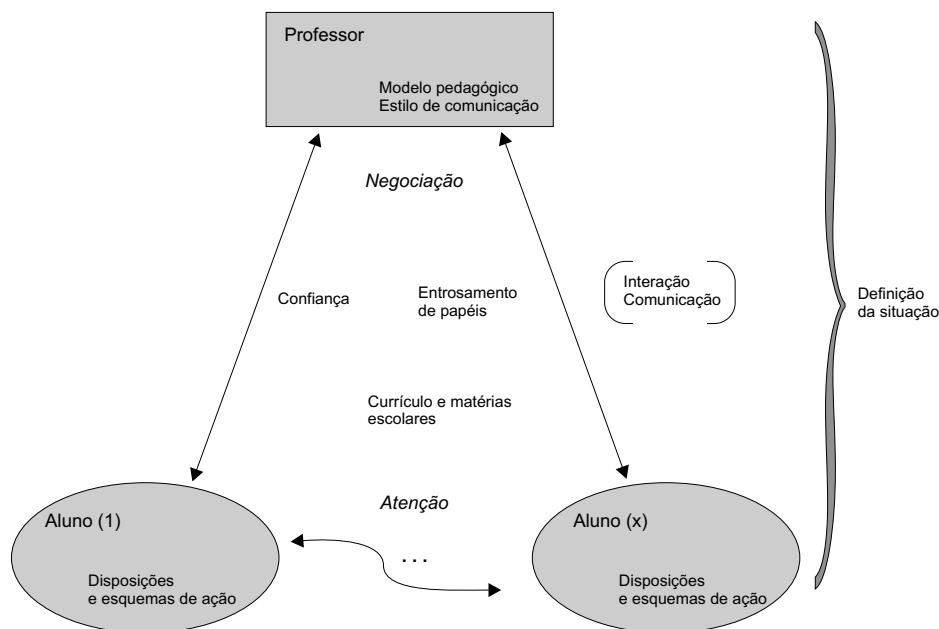 Professor
Modelo pedagógico
Estilo de comunicação
Negociação
Confiança
Entrosamento
de papéis
Interação
Comunicação
Definição
da situação
Currículo e matérias
escolares
Atenção
Aluno (1)
Aluno (x)
...
Disposições
e esquemas de ação
Disposições
e esquemas de ação